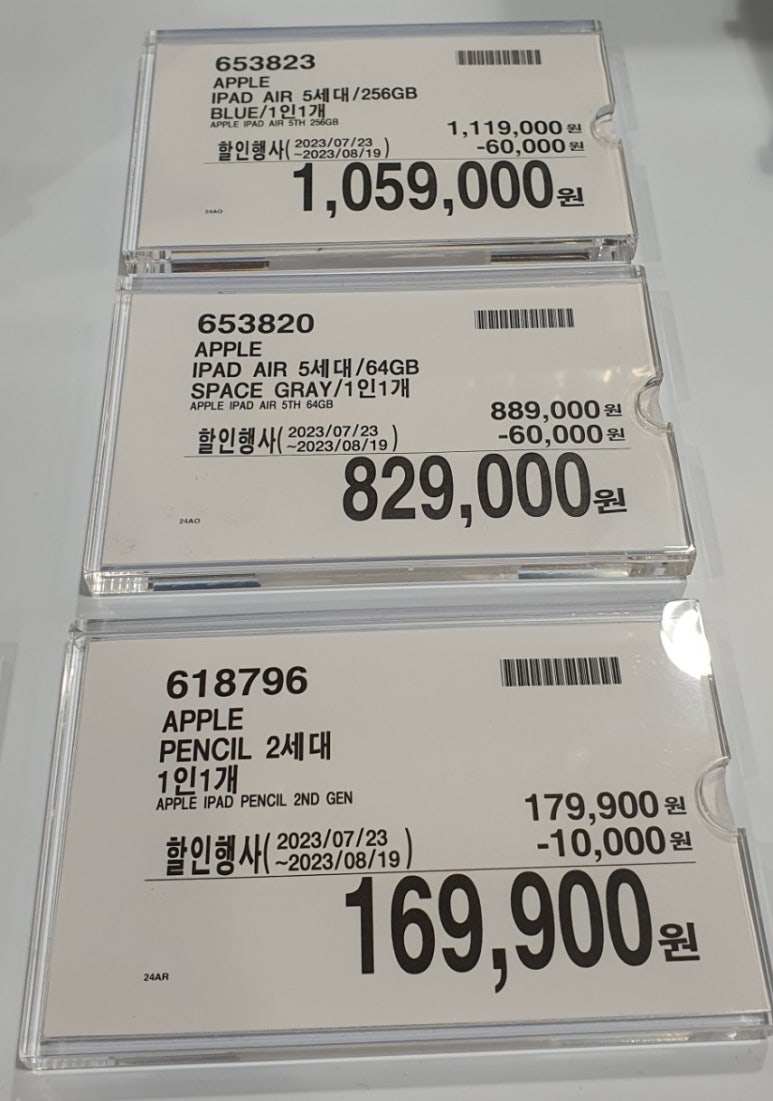 653823
APPLE
IPAD AIR 5세대/256GB
BLUE/1인1개
APPLE IPAD AIR 5TH 256GB
1,119,000원
할인행사( 2023/07/23 ~2023/08/19 ) -60,000원
1,059,000원
24AO
653820
APPLE
IPAD AIR 5세대/64GB
SPACE GRAY/1인1개
APPLE IPAD AIR 5TH 64GB
889,000원
할인행사( 2023/07/23 ~2023/08/19 ) -60,000원
829,000원
24AO
618796
APPLE
PENCIL 2세대
1인1개
APPLE IPAD PENCIL 2ND GEN
179,900원
할인행사( 2023/07/23 ~2023/08/19 ) -10,000원
169,900원
24AR